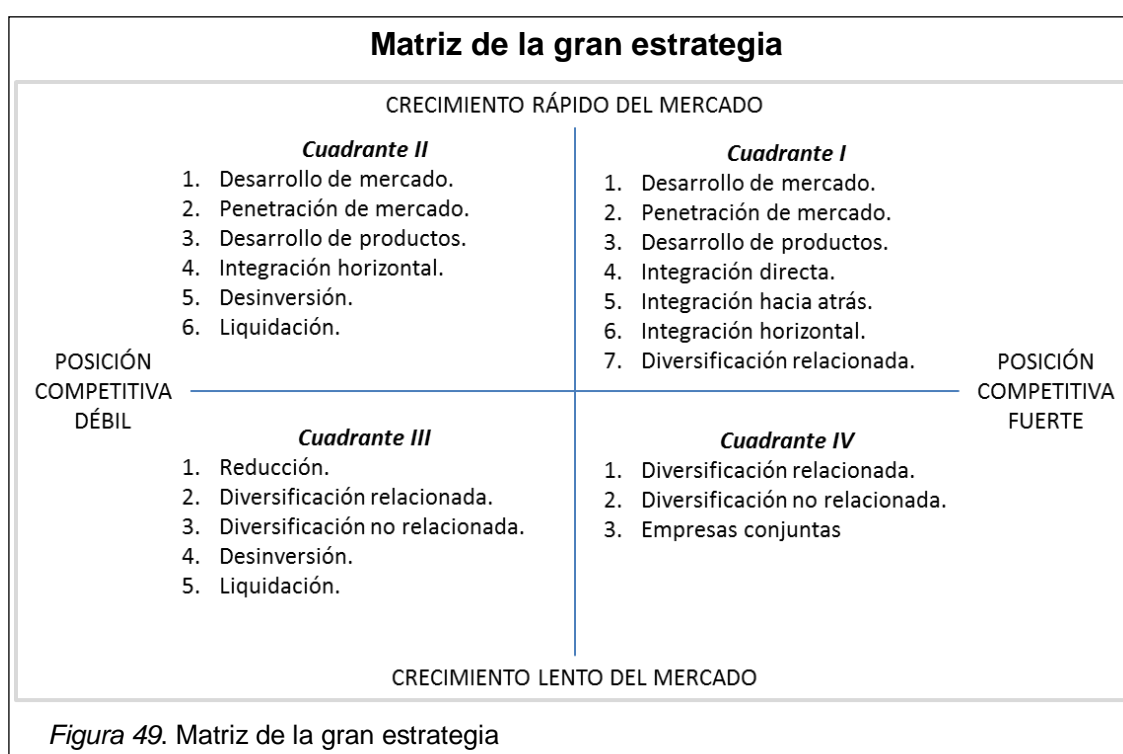 Matriz de la gran estrategia
CRECIMIENTO RÁPIDO DEL MERCADO
Cuadrante II
1. Desarrollo de mercado.
2. Penetración de mercado.
3. Desarrollo de productos.
4. Integración horizontal.
5. Desinversión.
6. Liquidación.
Cuadrante I
1. Desarrollo de mercado.
2. Penetración de mercado.
3. Desarrollo de productos.
4. Integración directa.
5. Integración hacia atrás.
6. Integración horizontal.
7. Diversificación relacionada.
POSICIÓN
COMPETITIVA
DÉBIL
POSICIÓN
COMPETITIVA
FUERTE
Cuadrante III
1. Reducción.
2. Diversificación relacionada.
3. Diversificación no relacionada.
4. Desinversión.
5. Liquidación.
Cuadrante IV
1. Diversificación relacionada.
2. Diversificación no relacionada.
3. Empresas conjuntas
CRECIMIENTO LENTO DEL MERCADO
Figura 49. Matriz de la gran estrategia